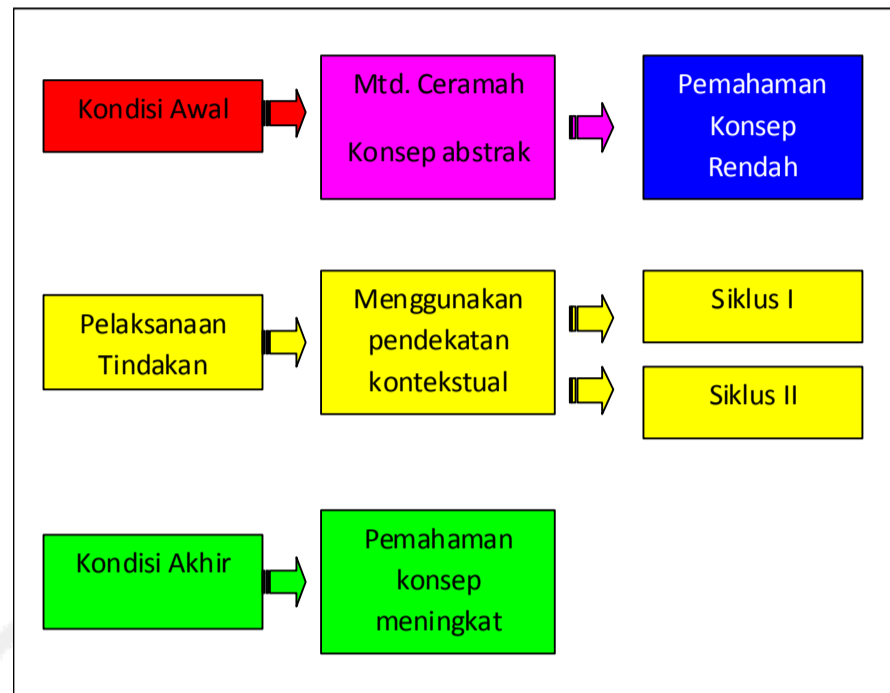 Kondisi Awal
Mtd. Ceramah
Konsep abstrak
Pemahaman
Konsep
Rendah
Pelaksanaan
Tindakan
Menggunakan
pendekatan
kontekstual
Siklus I
Siklus II
Kondisi Akhir
Pemahaman
konsep
meningkat